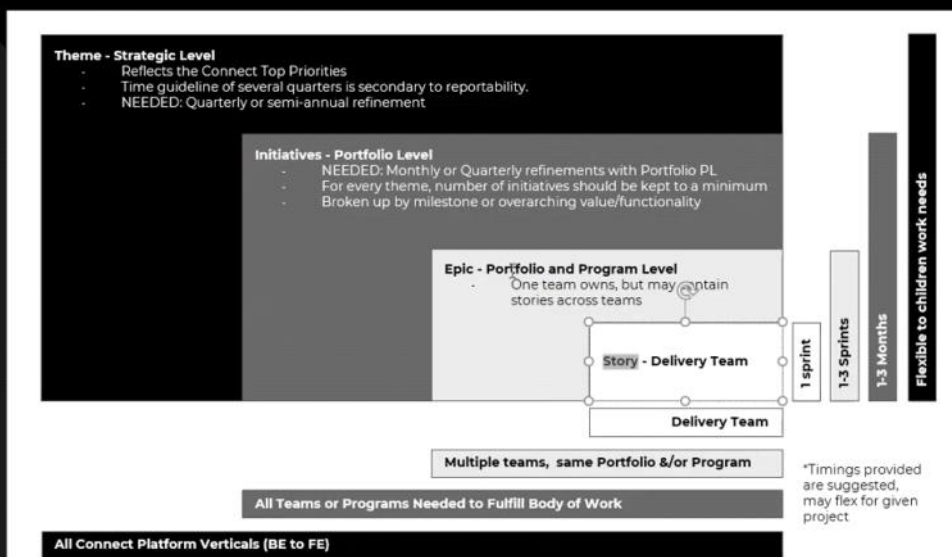 Theme - Strategic Level
- Reflects the Connect Top Priorities
- Time guideline of several quarters is secondary to reportability.
- NEEDED: Quarterly or semi-annual refinement
Initiatives - Portfolio Level
- NEEDED: Monthly or Quarterly refinements with Portfolio PL
- For every theme, number of initiatives should be kept to a minimum
- Broken up by milestone or overarching value/functionality
Epic - Portfolio and Program Level
- One team owns, but may contain
stories across teams
Story - Delivery Team
1 sprint
1-3 Sprints
1-3 Months
Flexible to children work needs
Delivery Team
Multiple teams, same Portfolio &/or Program
All Teams or Programs Needed to Fulfill Body of Work
All Connect Platform Verticals (BE to FE)
*Timings provided
are suggested,
may flex for given
project